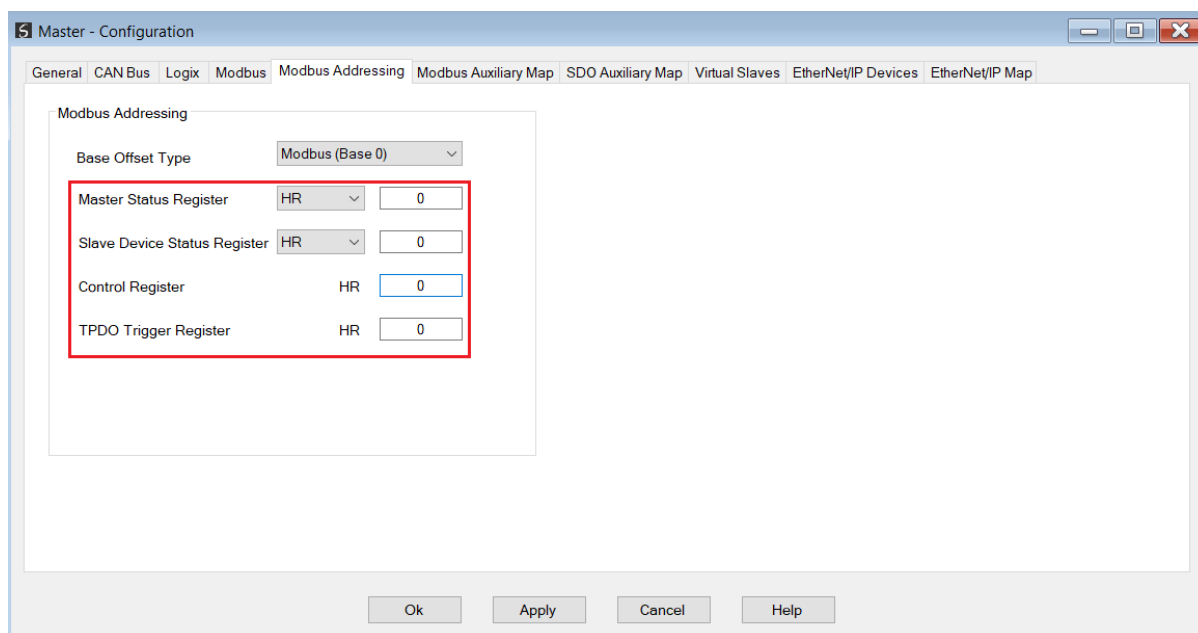 Master - Configuration
General CAN Bus Logix Modbus Modbus Addressing Modbus Auxiliary Map SDO Auxiliary Map Virtual Slaves EtherNet/IP Devices EtherNet/IP Map
Modbus Addressing
Base Offset Type Modbus (Base 0)
Master Status Register HR 0
Slave Device Status Register HR 0
Control Register HR 0
TPDO Trigger Register HR 0
Ok Apply Cancel Help